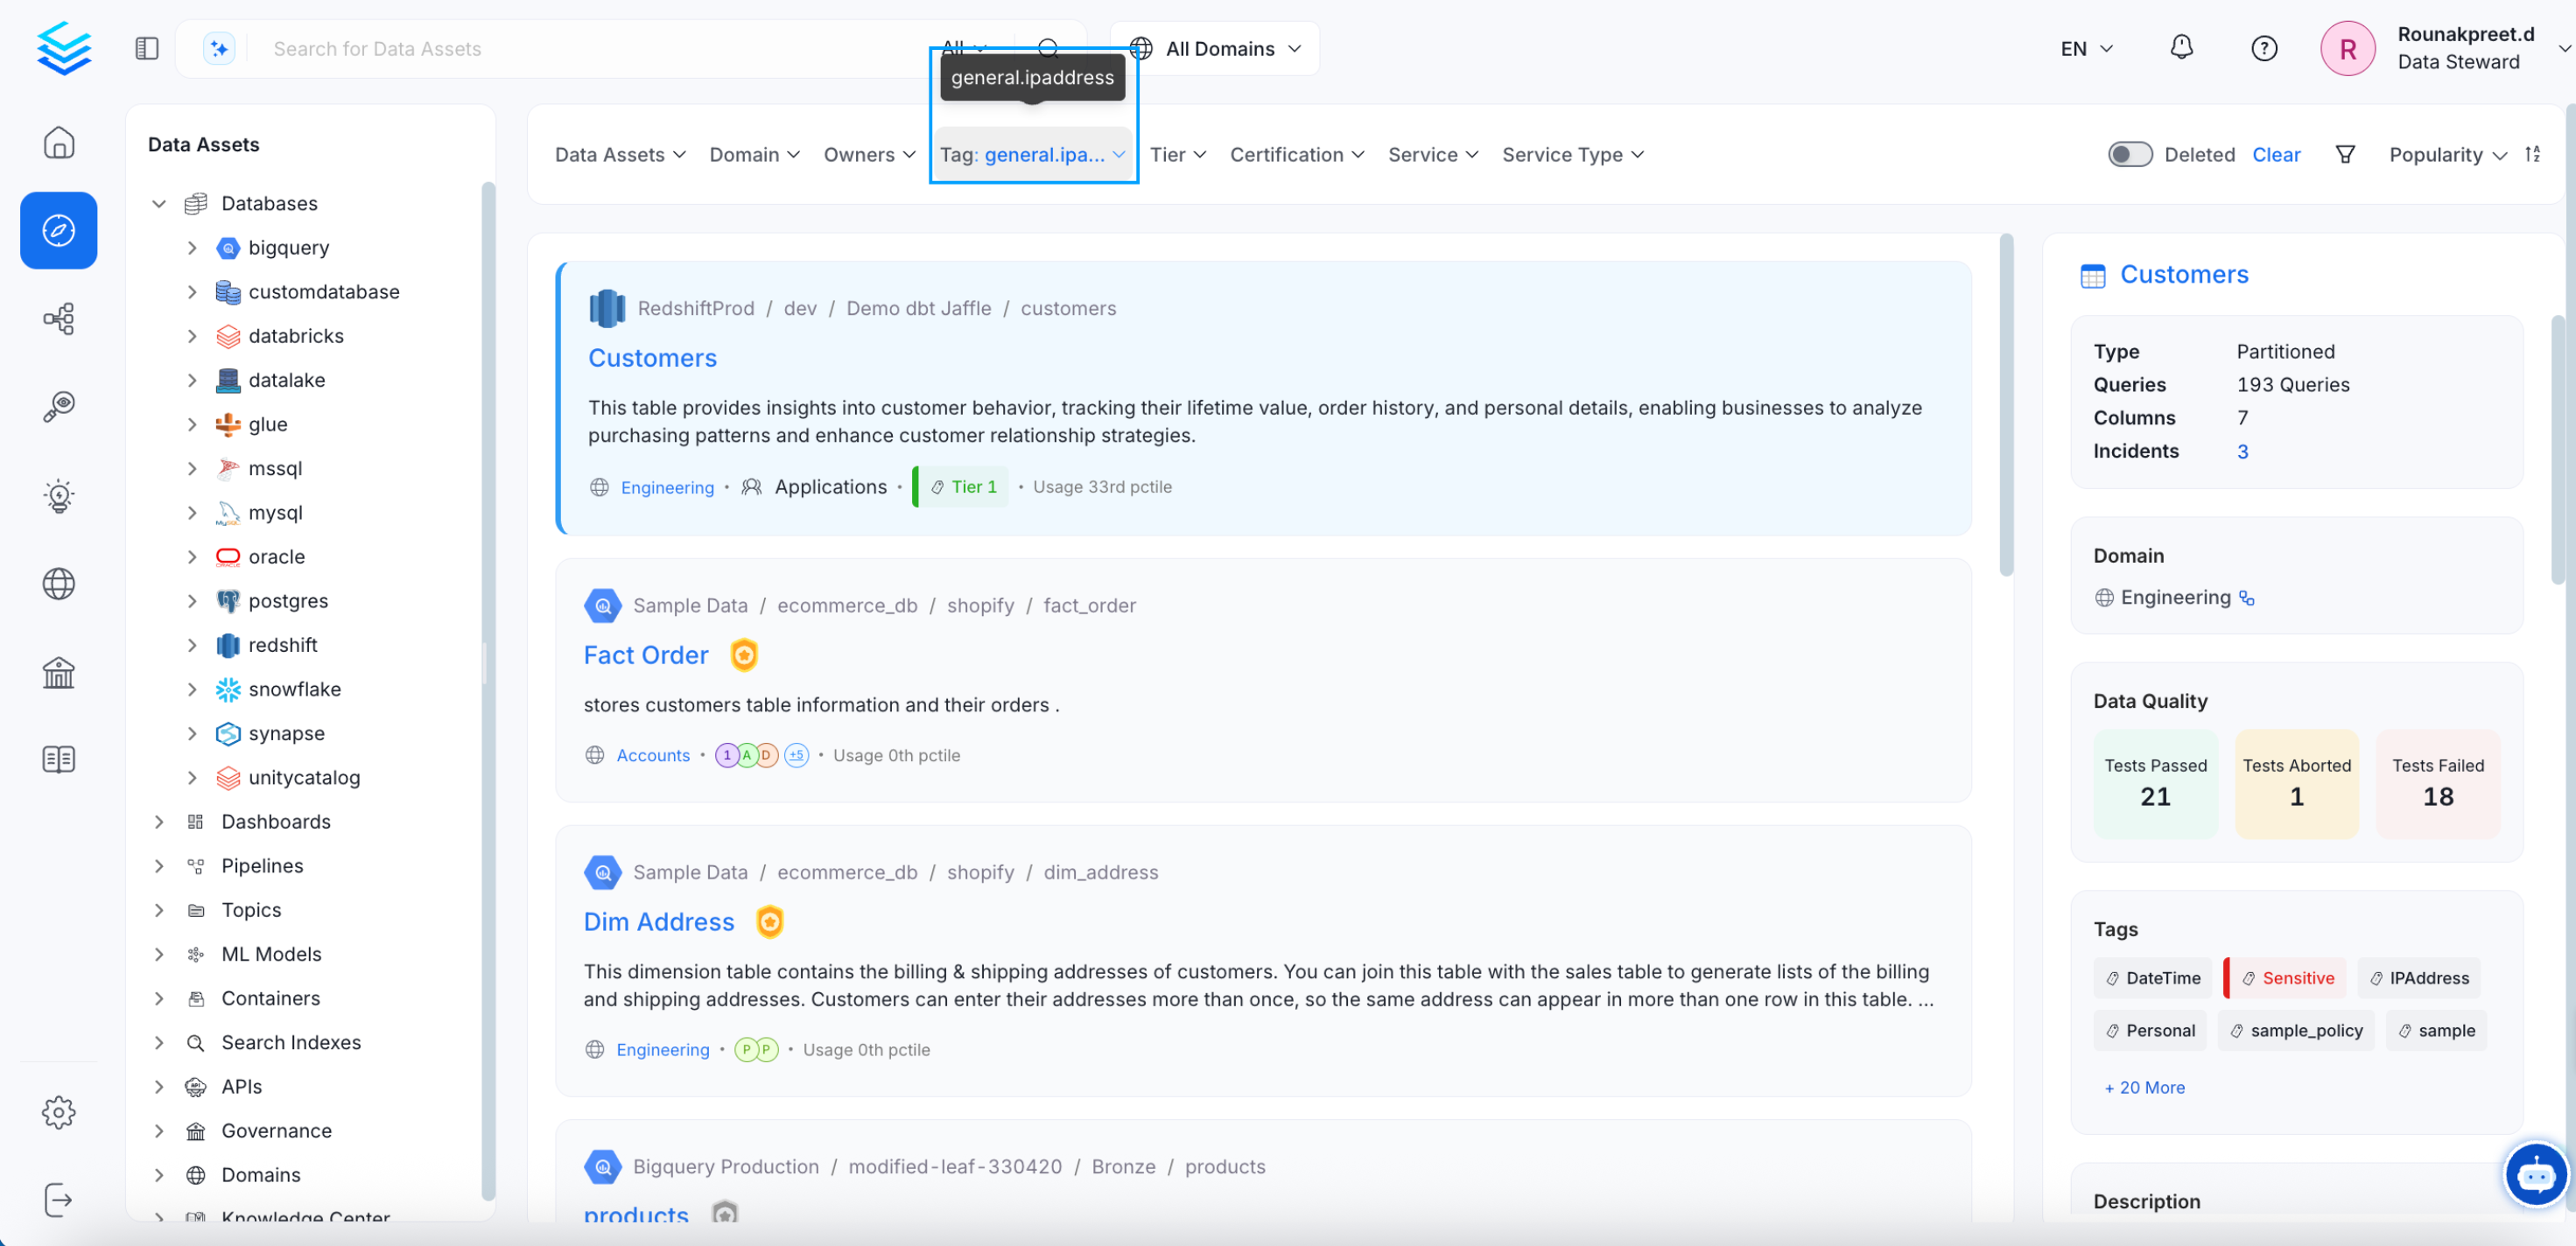 Search for Data Assets
All
All Domains
EN
Rounakpreet.d
Data Steward
R
general.ipaddress
Data Assets
Domain
Owners
Tag: general.ipa...
Tier
Certification
Service
Service Type
Deleted
Clear
Popularity
Data Assets
Databases
bigquery
customdatabase
databricks
datalake
glue
mssql
mysql
oracle
postgres
redshift
snowflake
synapse
unitycatalog
Dashboards
Pipelines
Topics
ML Models
Containers
Search Indexes
APIs
Governance
Domains
Knowledge Center
RedshiftProd / dev / Demo dbt Jaffle / customers
Customers
This table provides insights into customer behavior, tracking their lifetime value, order history, and personal details, enabling businesses to analyze
purchasing patterns and enhance customer relationship strategies.
Engineering · Applications · Tier 1 · Usage 33rd pctile
Sample Data / ecommerce_db / shopify / fact_order
Fact Order
stores customers table information and their orders .
Accounts · 1 A D +5 · Usage 0th pctile
Sample Data / ecommerce_db / shopify / dim_address
Dim Address
This dimension table contains the billing & shipping addresses of customers. You can join this table with the sales table to generate lists of the billing
and shipping addresses. Customers can enter their addresses more than once, so the same address can appear in more than one row in this table. ...
Engineering · P P · Usage 0th pctile
Bigquery Production / modified-leaf-330420 / Bronze / products
products
Customers
Type Partitioned
Queries 193 Queries
Columns 7
Incidents 3
Domain
Engineering
Data Quality
Tests Passed
21
Tests Aborted
1
Tests Failed
18
Tags
DateTime
Sensitive
IPAddress
Personal
sample_policy
sample
+ 20 More
Description